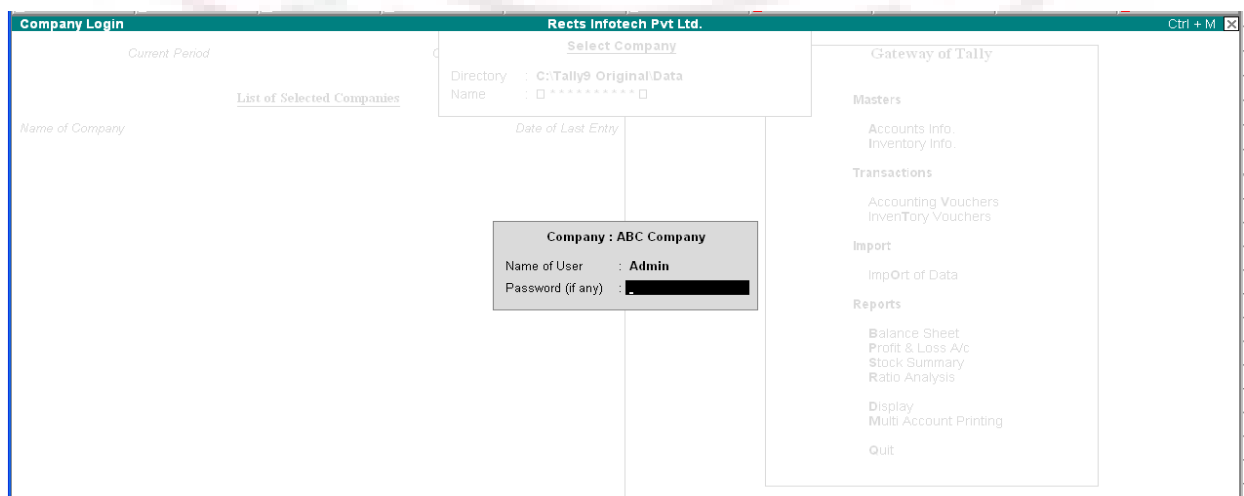 Company Login Rects Infotech Pvt Ltd. Ctrl + M
Current Period
Select Company
Directory : C:\Tally9 Original\Data
Name : * * * * * * * * * *
List of Selected Companies
Name of Company Date of Last Entry
Company : ABC Company
Name of User : Admin
Password (if any) :
Gateway of Tally
Masters
Accounts Info.
Inventory Info.
Transactions
Accounting Vouchers
InvenTory Vouchers
Import
ImpOrt of Data
Reports
Balance Sheet
Profit & Loss A/c
Stock Summary
Ratio Analysis
Display
Multi Account Printing
Quit